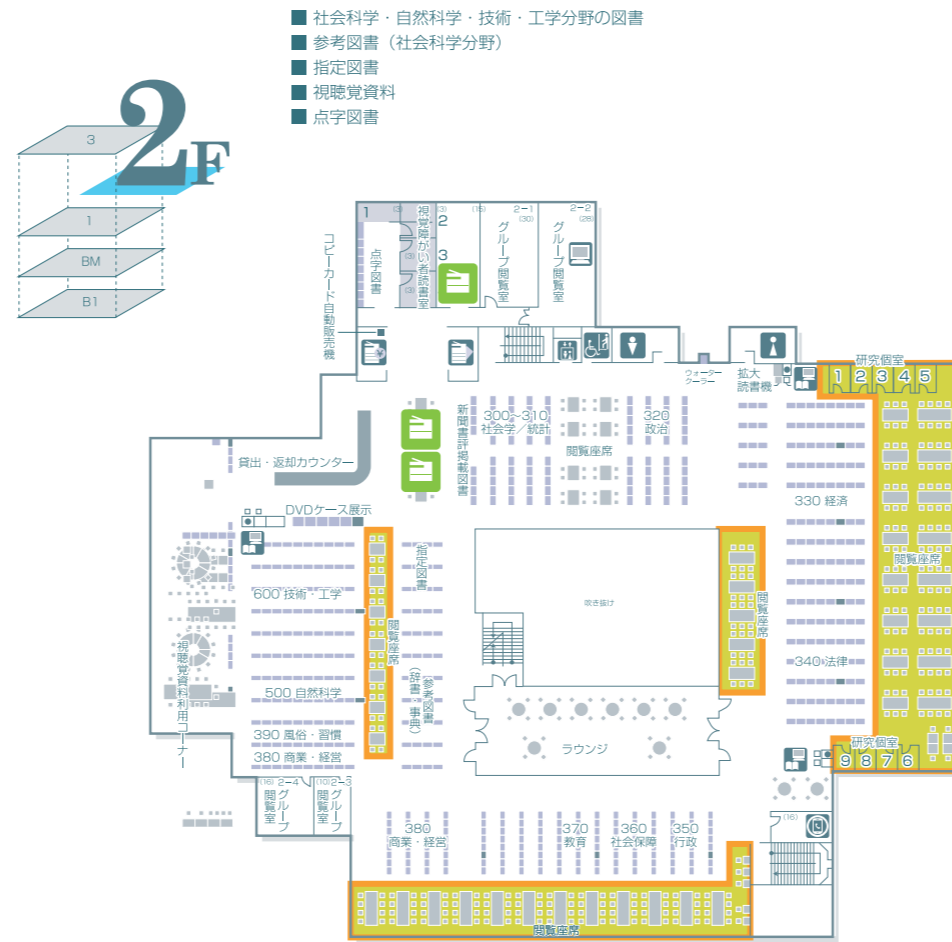 ■ 社会科学・自然科学・技術・工学分野の図書
■ 参考図書（社会科学分野）
■ 指定図書
■ 視聴覚資料
■ 点字図書
2F
3
1
BM
B1
コピーカード自動販売機
1
(3)
点字図書
(3)
(3)
視覚障がい者読書室
(3)
2
3
(15)
2-1
(30)
グループ閲覧室
2-2
(26)
グループ閲覧室
ウォータークーラー
拡大読書機
研究個室
1 2 3 4 5
貸出・返却カウンター
新聞書評掲載図書
300~310
社会学／統計
閲覧座席
320
政治
330 経済
閲覧座席
DVDケース展示
指定図書
600 技術・工学
閲覧座席
吹き抜け
閲覧座席
視聴覚資料利用コーナー
500 自然科学
参考図書
（辞書・事典）
340 法律
390 風俗・習慣
380 商業・経営
ラウンジ
研究個室
9 8 7 6
(16) 2-4
グループ閲覧室
(10) 2-3
グループ閲覧室
380
商業・経営
370
教育
360
社会保障
350
行政
(16)
閲覧座席